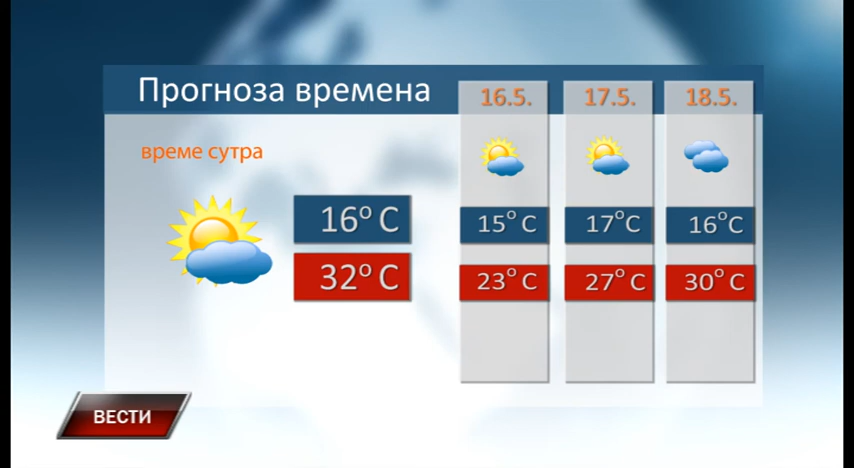 Прогноза времена
16.5. 17.5. 18.5.
време сутра
16° C
32° C
15° C 17°C 16°C
23° C 27° C 30° C
ВЕСТИ